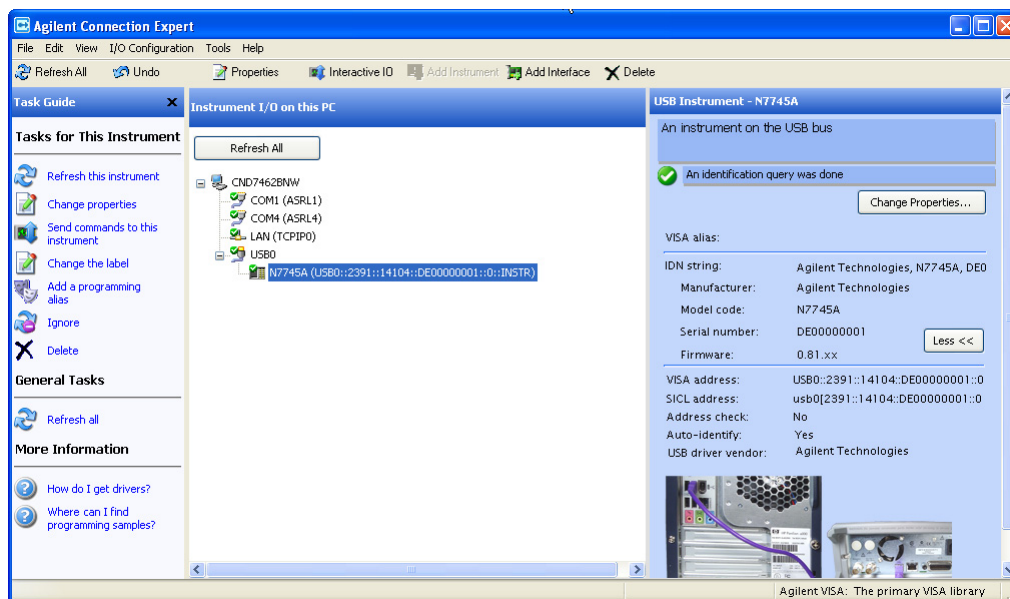 Agilent Connection Expert
File Edit View I/O Configuration Tools Help
Refresh All Undo Properties Interactive IO Add Instrument Add Interface Delete
Task Guide
Tasks for This Instrument
Refresh this instrument
Change properties
Send commands to this
instrument
Change the label
Add a programming
alias
Ignore
Delete
General Tasks
Refresh all
More Information
How do I get drivers?
Where can I find
programming samples?
Instrument I/O on this PC
Refresh All
CND7462BNW
COM1 (ASRL1)
COM4 (ASRL4)
LAN (TCPIP0)
USB0
N7745A (USB0::2391::14104::DE00000001::0::INSTR)
USB Instrument - N7745A
An instrument on the USB bus
An identification query was done
Change Properties...
VISA alias:
IDN string: Agilent Technologies, N7745A, DE0
Manufacturer: Agilent Technologies
Model code: N7745A
Serial number: DE00000001
Less <<
Firmware: 0.81.xx
VISA address: USB0::2391::14104::DE00000001::0
SICL address: usb0[2391::14104::DE00000001::0
Address check: No
Auto-identify: Yes
USB driver vendor: Agilent Technologies
Agilent VISA: The primary VISA library